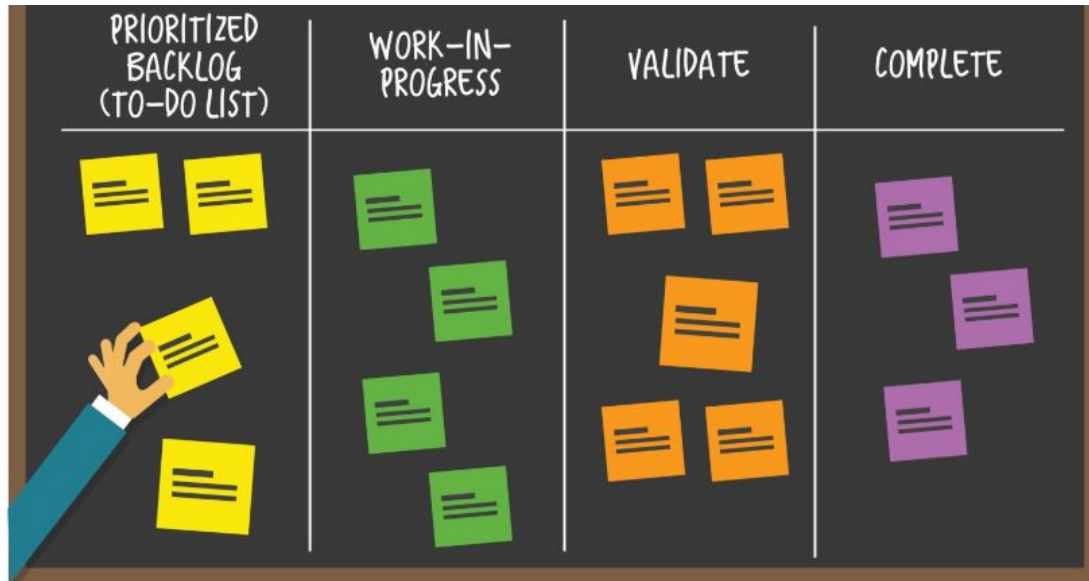 PRIORITIZED
BACKLOG
(TO-DO LIST)
WORK-IN-
PROGRESS
VALIDATE
COMPLETE